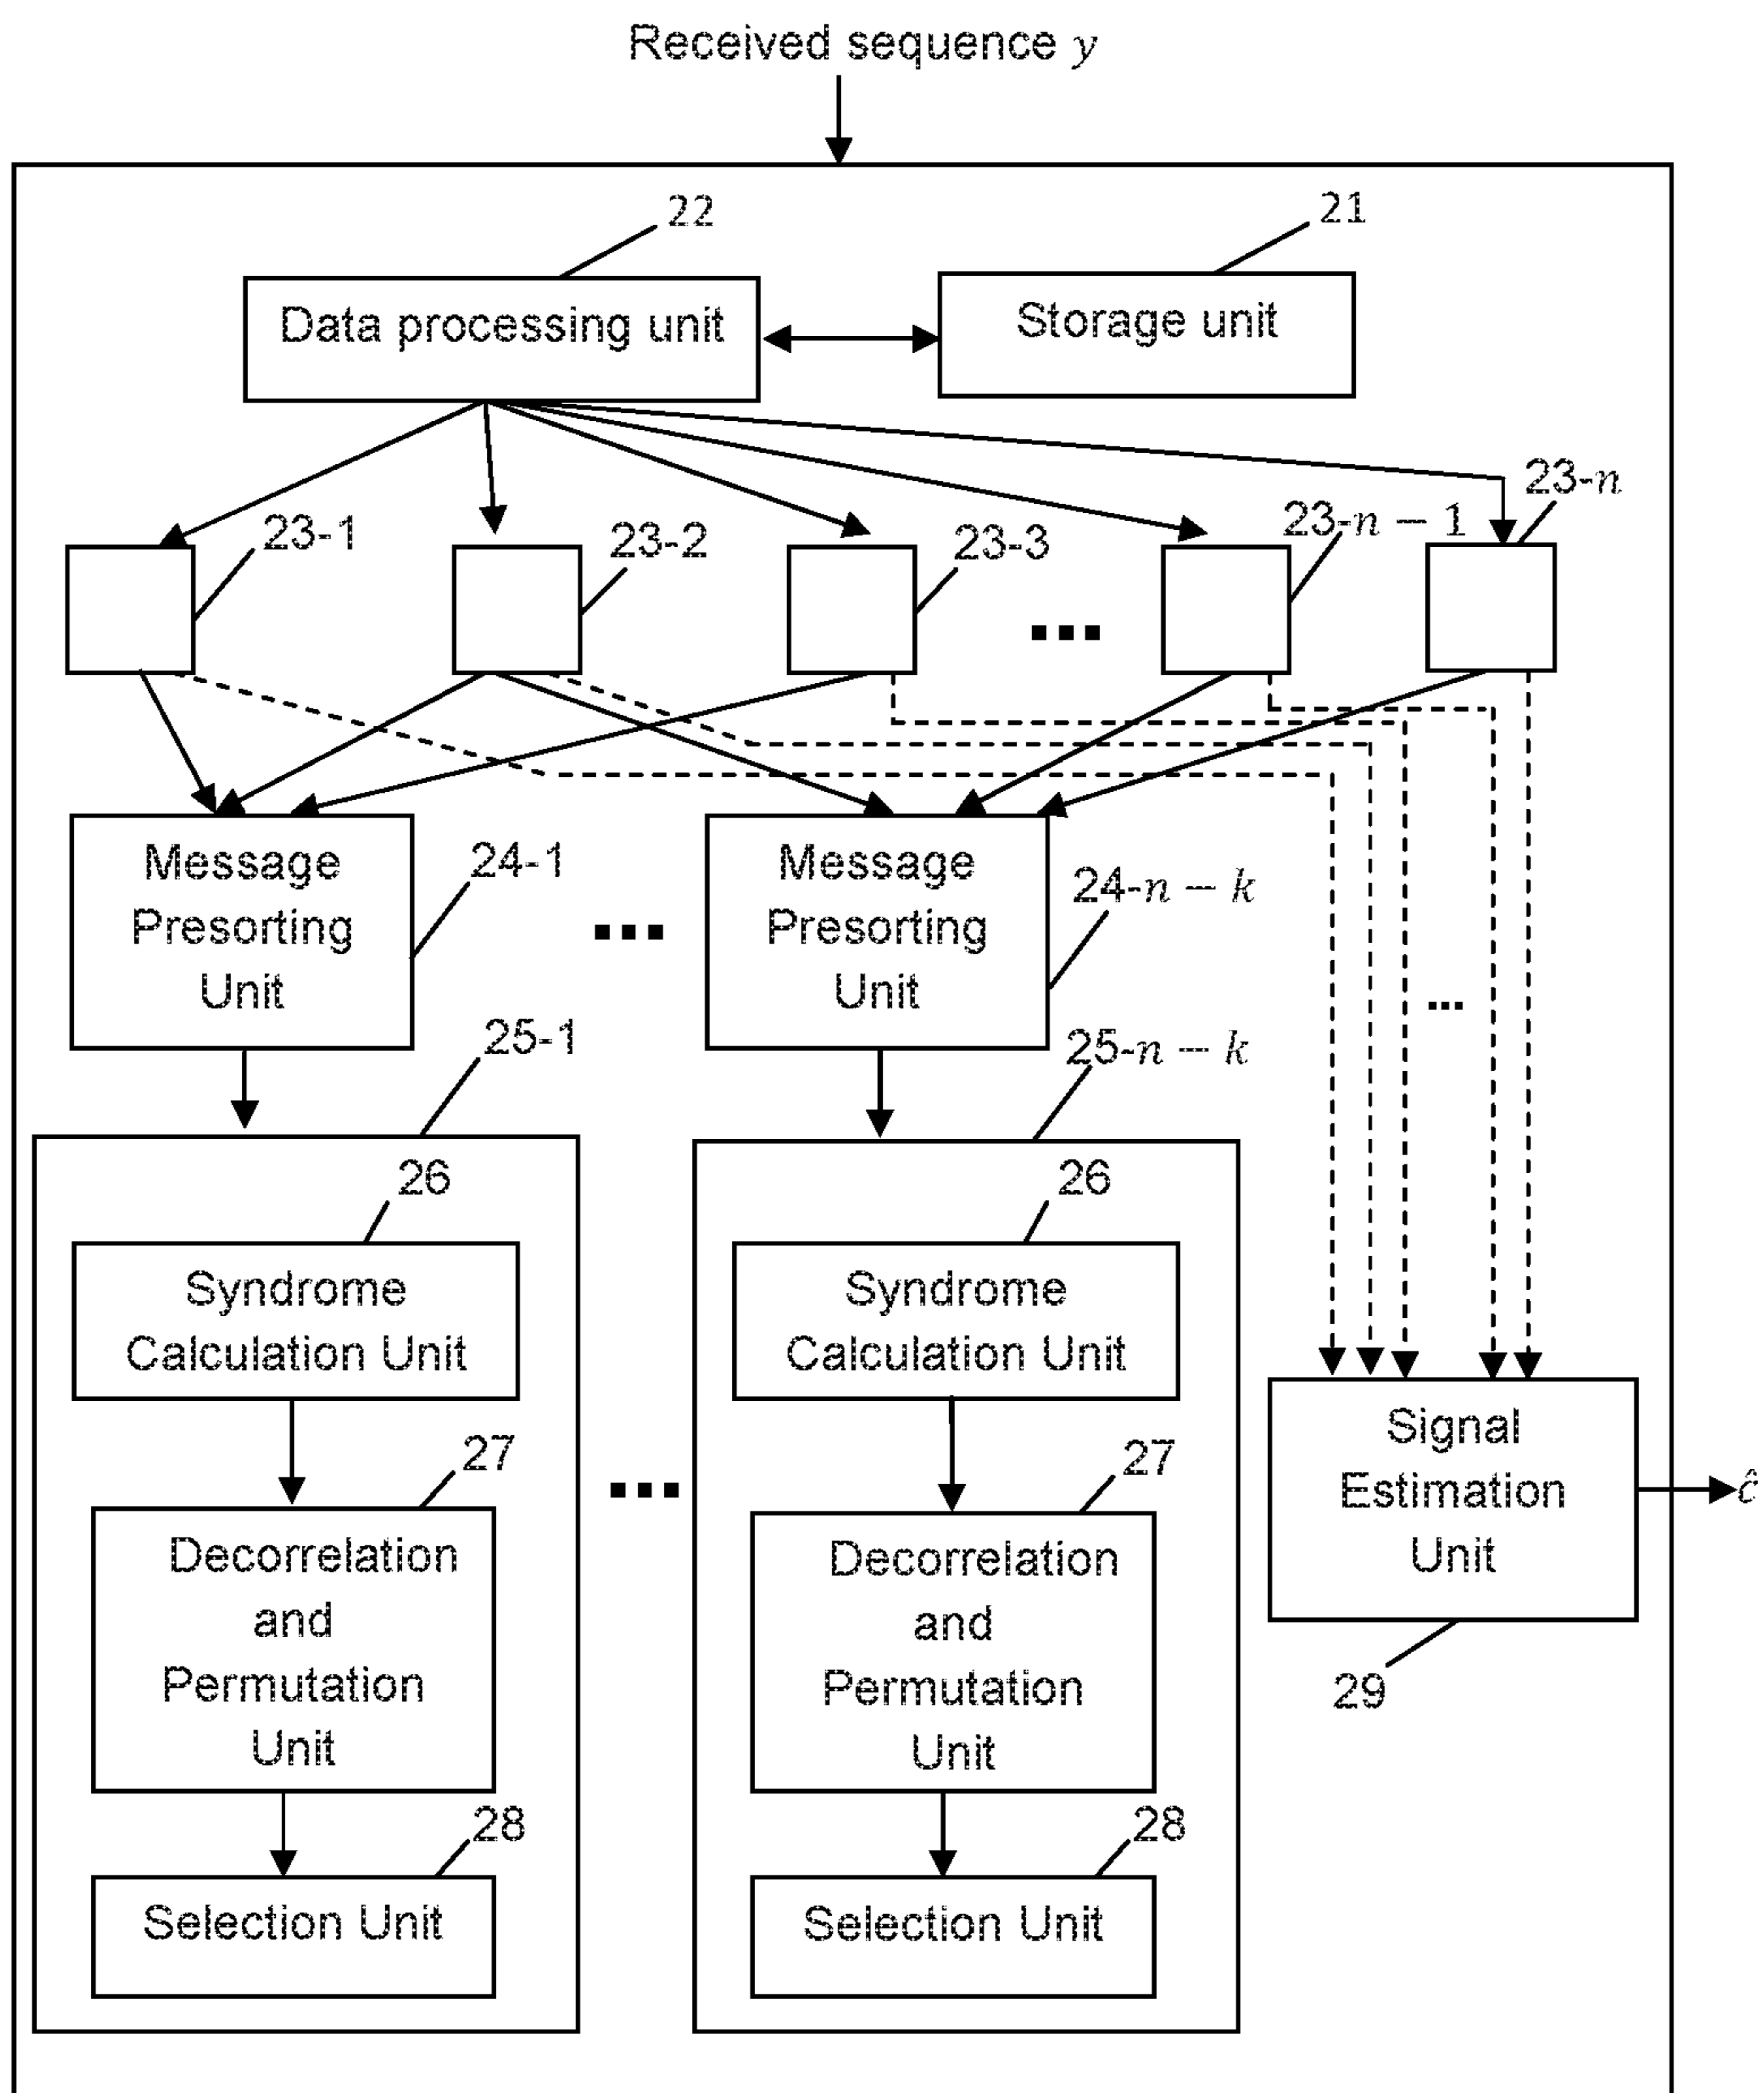 Received sequence y
22
21
Data processing unit
Storage unit
23-1
23-2
23-3
23-n − 1
23-n
...
Message
Presorting
Unit
24-1
...
Message
Presorting
Unit
24-n − k
...
25-1
25-n − k
26
Syndrome
Calculation Unit
27
Decorrelation
and
Permutation
Unit
28
Selection Unit
...
26
Syndrome
Calculation Unit
27
Decorrelation
and
Permutation
Unit
28
Selection Unit
Signal
Estimation
Unit
ĉ
29